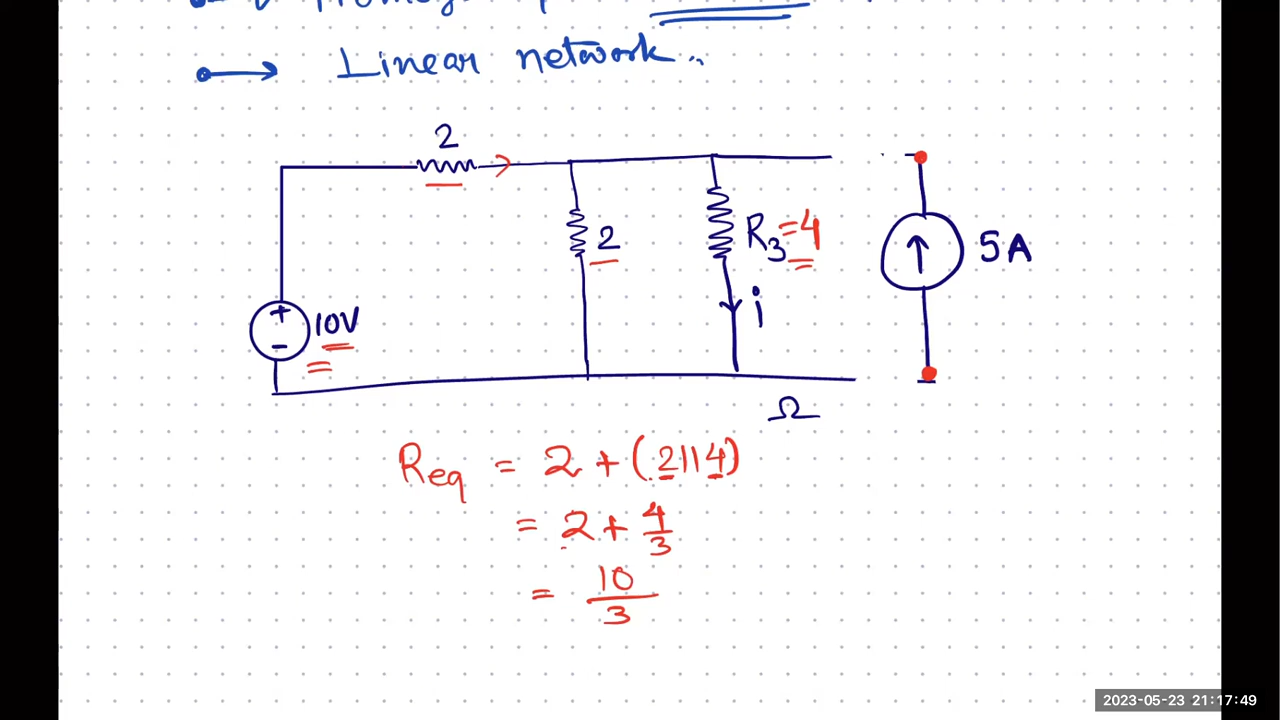 Linear network..
2
2
R3 = 4
5A
i
+
10V
-
Ω
Req = 2 + (2||4)
= 2 + 4/3
= 10/3
2023-05-23 21:17:49